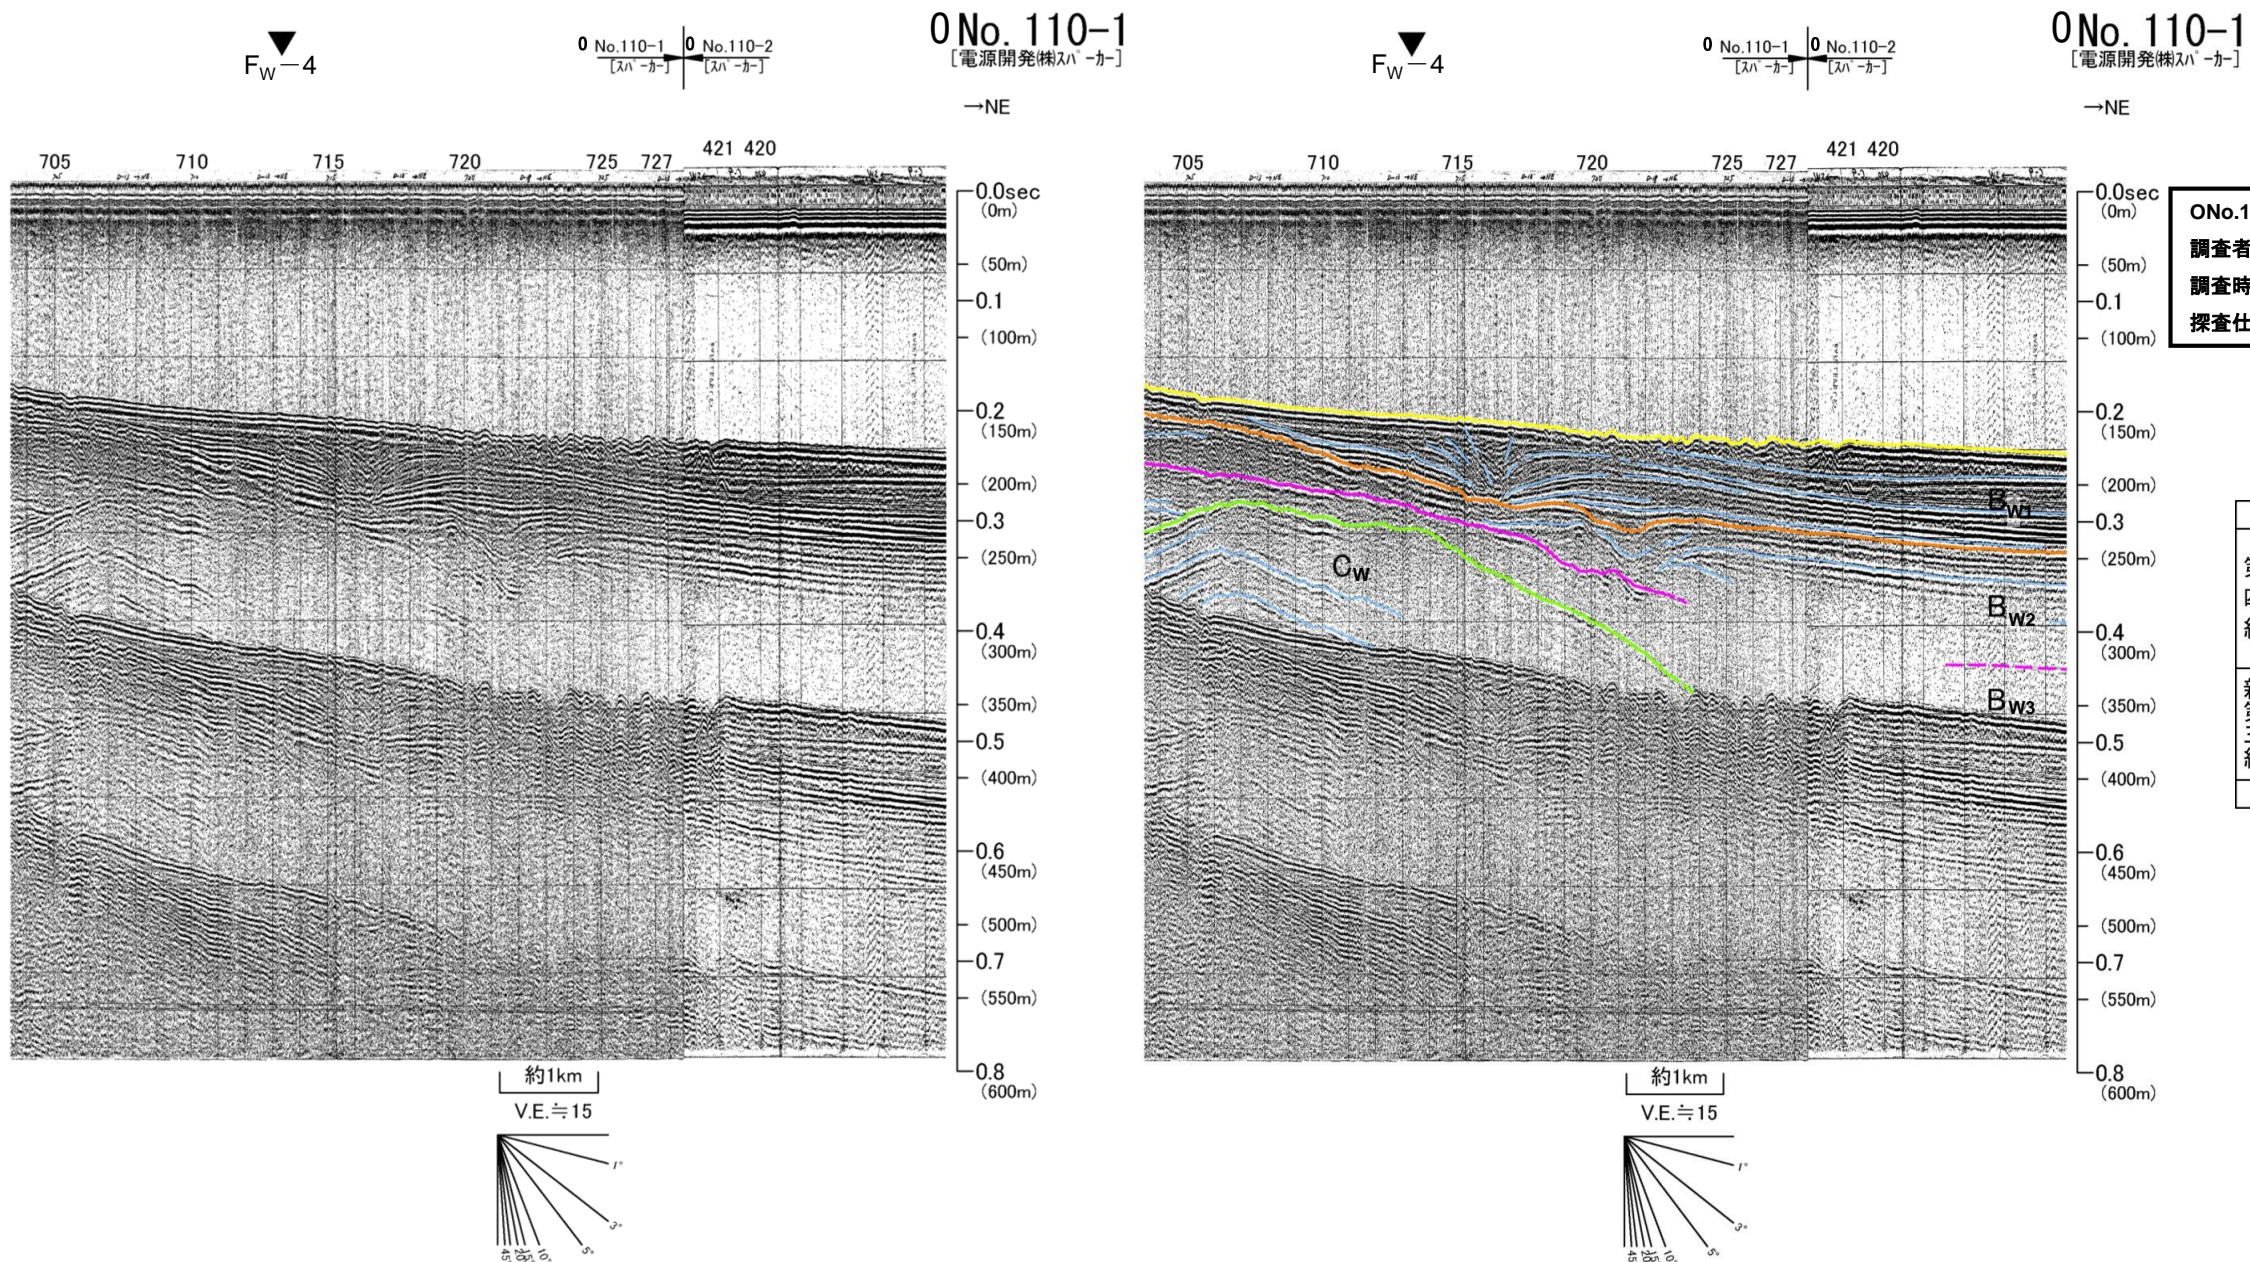 0 No. 110-1
[電源開発㈱スパーカー]
FW-4
0 No.110-1
[スパーカー]
0 No.110-2
[スパーカー]
→NE
705 710 715 720 725 727 421 420
0.0sec
(0m)
(50m)
0.1
(100m)
0.2
(150m)
(200m)
0.3
(250m)
0.4
(300m)
(350m)
0.5
(400m)
0.6
(450m)
(500m)
0.7
(550m)
0.8
(600m)
約1km
V.E.≒15
1°
3°
5°
10°
15°
20°
45°
0 No. 110-1
[電源開発㈱スパーカー]
FW-4
0 No.110-1
[スパーカー]
0 No.110-2
[スパーカー]
→NE
705 710 715 720 725 727 421 420
0.0sec
(0m)
(50m)
0.1
(100m)
0.2
(150m)
(200m)
0.3
(250m)
0.4
(300m)
(350m)
0.5
(400m)
0.6
(450m)
(500m)
0.7
(550m)
0.8
(600m)
BW1
CW
BW2
BW3
約1km
V.E.≒15
1°
3°
5°
10°
ONo.1
調査者
調査時
探査仕